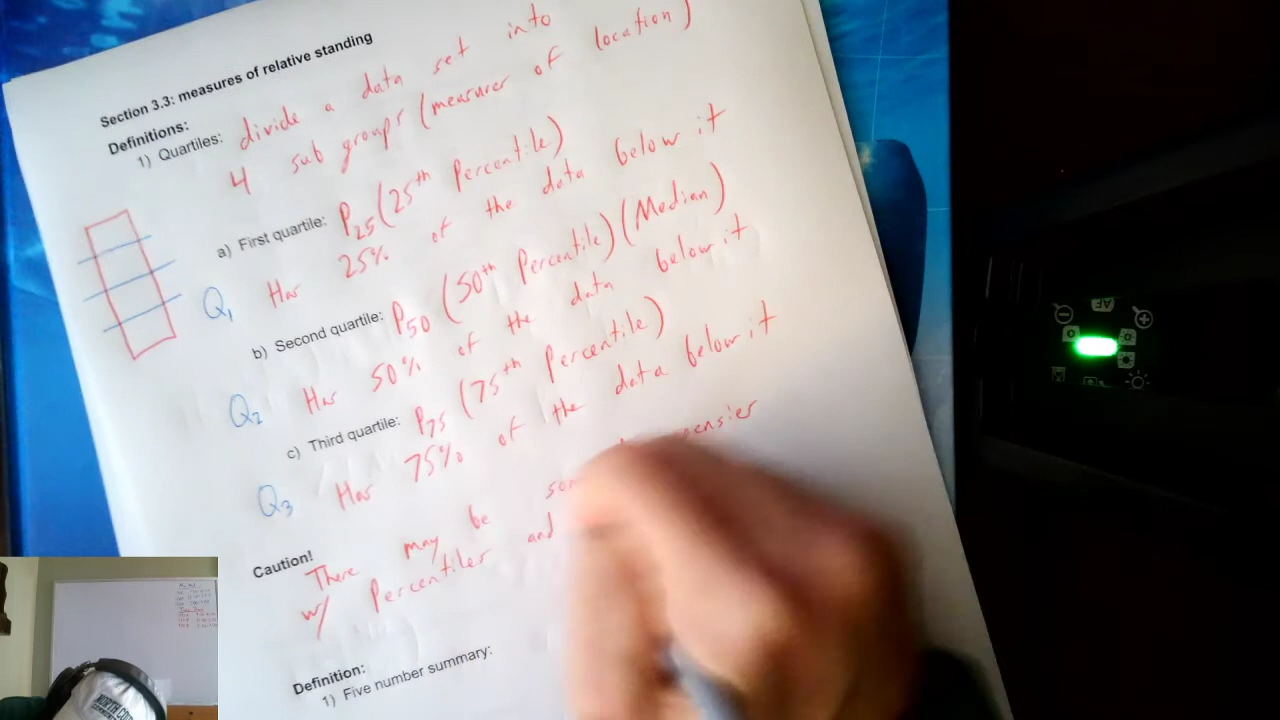 Section 3.3: measures of relative standing
Definitions:
1) Quartiles: divide a data set into
4 sub groups (measures of location)
a) First quartile: P25 (25th Percentile)
Q1 Has 25% of the data below it
b) Second quartile: P50 (50th Percentile) (Median)
Q2 Has 50% of the data below it
c) Third quartile: P75 (75th Percentile)
Q3 Has 75% of the data below it
Caution!
There may be
w/ Percentiles and
Definition:
1) Five number summary:
AF